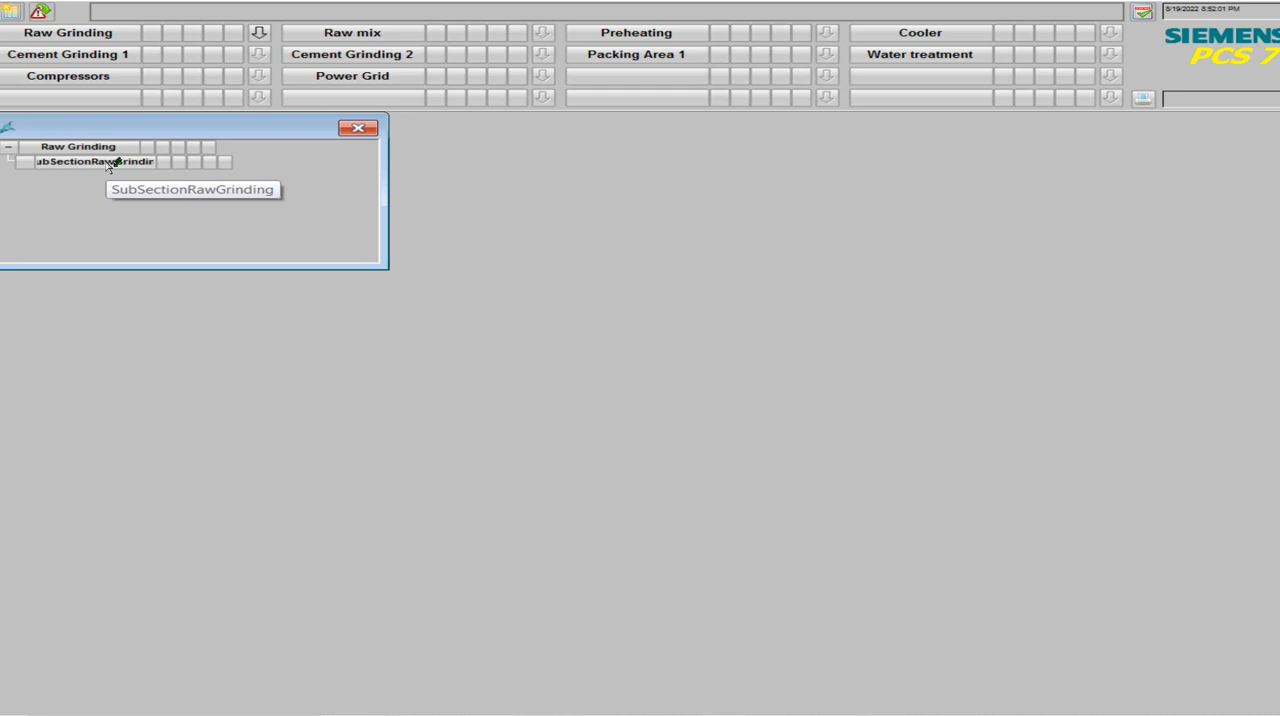 8/19/2022 8:52:01 PM
Raw Grinding Raw mix Preheating Cooler
SIEMENS
Cement Grinding 1 Cement Grinding 2 Packing Area 1 Water treatment
PCS 7
Compressors Power Grid
Raw Grinding
ubSectionRawGrindin
SubSectionRawGrinding